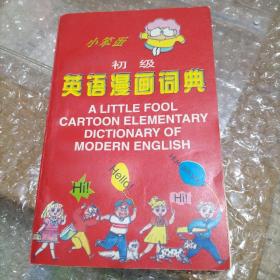 小笨蛋
初级
英语漫画词典
A LITTLE FOOL
CARTOON ELEMENTARY
DICTIONARY OF
MODERN ENGLISH
Hello!
Hi!
Hi!